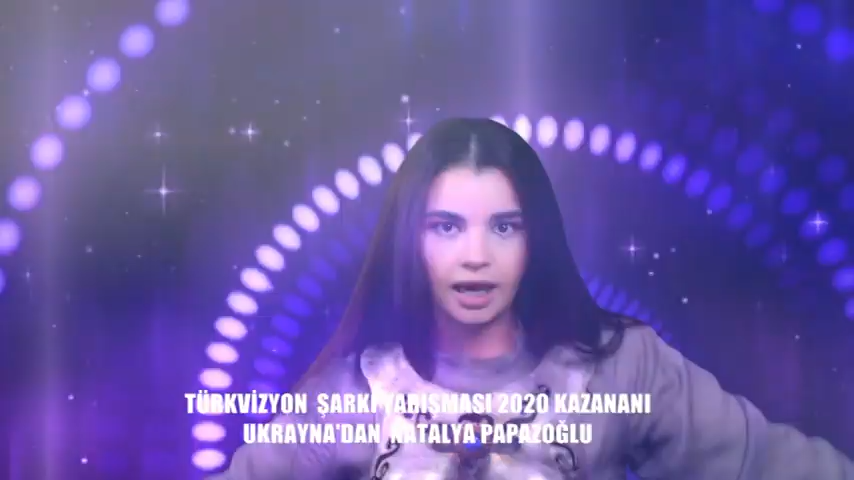 TÜRKVİZYON ŞARKI YARIŞMASI 2020 KAZANANI
UKRAYNA'DAN NATALYA PAPAZOĞLU